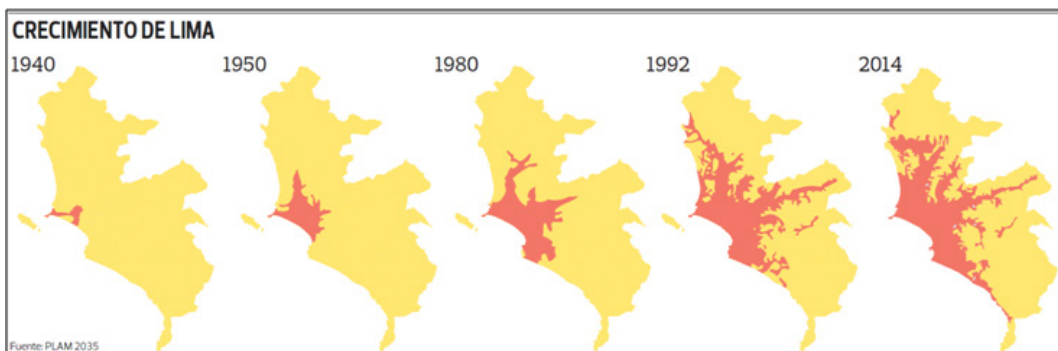 CRECIMIENTO DE LIMA
1940
1950
1980
1992
2014
Fuente: PLAM 2035